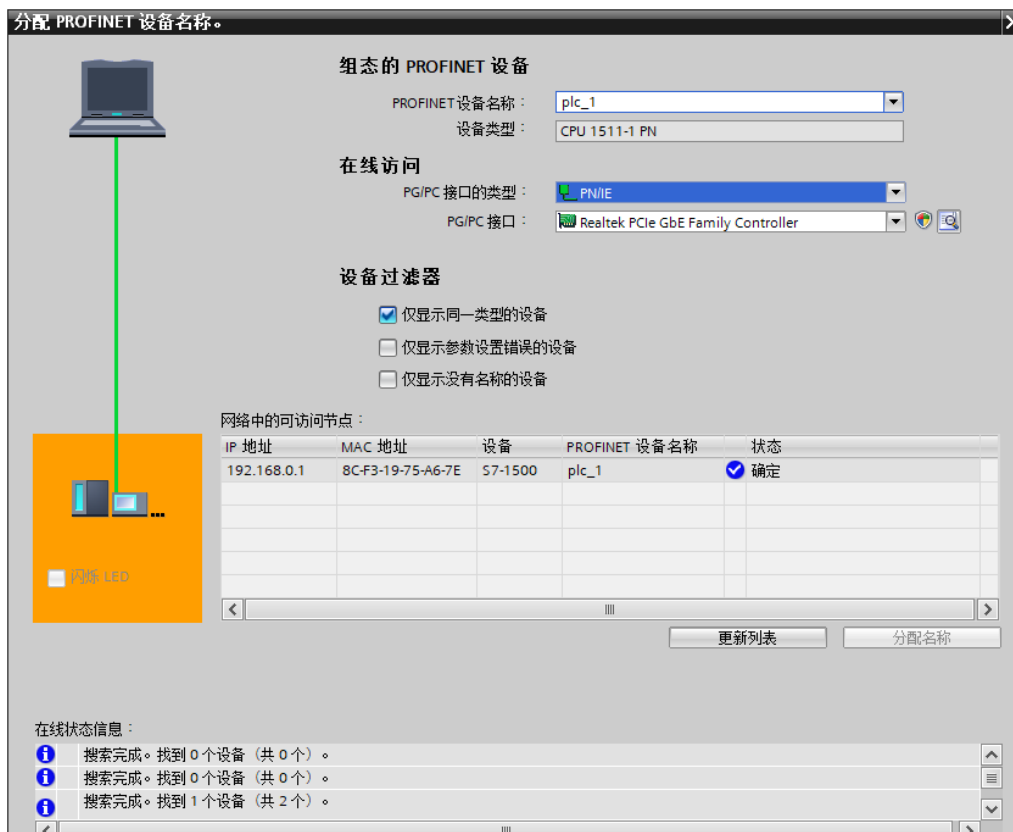 分配 PROFINET 设备名称。
组态的 PROFINET 设备
PROFINET设备名称： plc_1
设备类型： CPU 1511-1 PN
在线访问
PG/PC 接口的类型： PN/IE
PG/PC 接口： Realtek PCIe GbE Family Controller
设备过滤器
仅显示同一类型的设备
仅显示参数设置错误的设备
仅显示没有名称的设备
网络中的可访问节点：
IP 地址 MAC 地址 设备 PROFINET 设备名称 状态
192.168.0.1 8C-F3-19-75-A6-7E S7-1500 plc_1 确定
闪烁 LED
更新列表 分配名称
在线状态信息：
搜索完成。找到 0 个设备（共 0 个）。
搜索完成。找到 0 个设备（共 0 个）。
搜索完成。找到 1 个设备（共 2 个）。